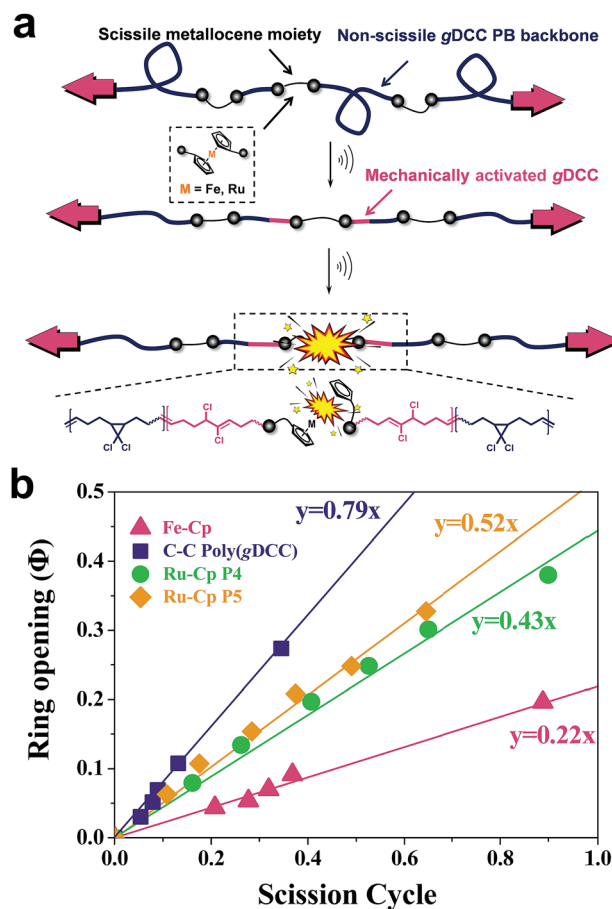 a
Scissile metallocene moiety
Non-scissile gDCC PB backbone
M
M = Fe, Ru
Mechanically activated gDCC
Cl
Cl
Cl
Cl
M
Cl
Cl
Cl
Cl
b
Ring opening (Φ)
0.5
0.4
0.3
0.2
0.1
0.0
Fe-Cp
C-C Poly(gDCC)
Ru-Cp P4
Ru-Cp P5
y=0.79x
y=0.52x
y=0.43x
y=0.22x
0.0
0.2
0.4
0.6
0.8
1.0
Scission Cycle